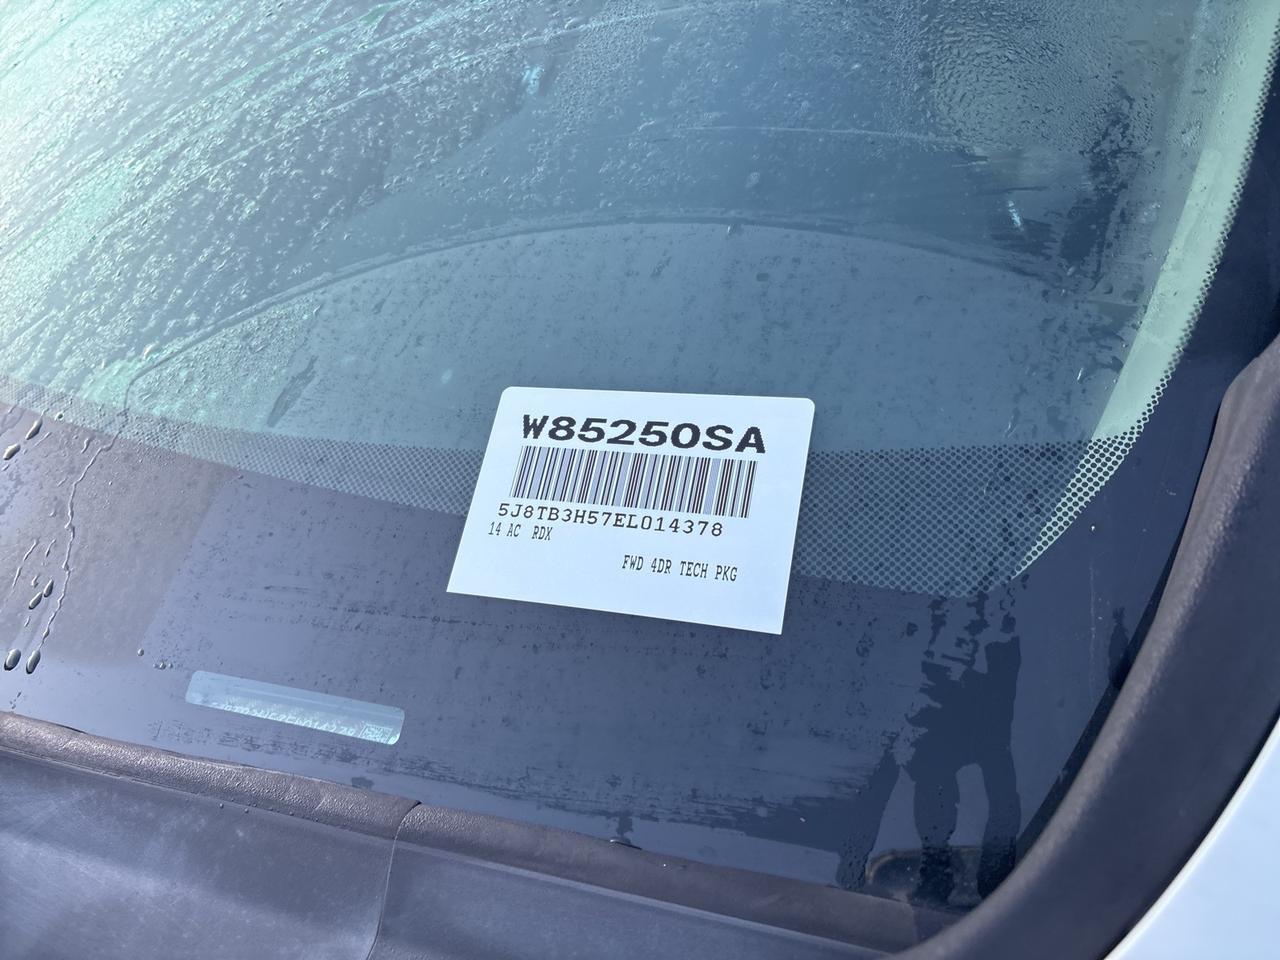 W85250SA
5J8TB3H57EL014378
14 AC RDX
FWD 4DR TECH PKG